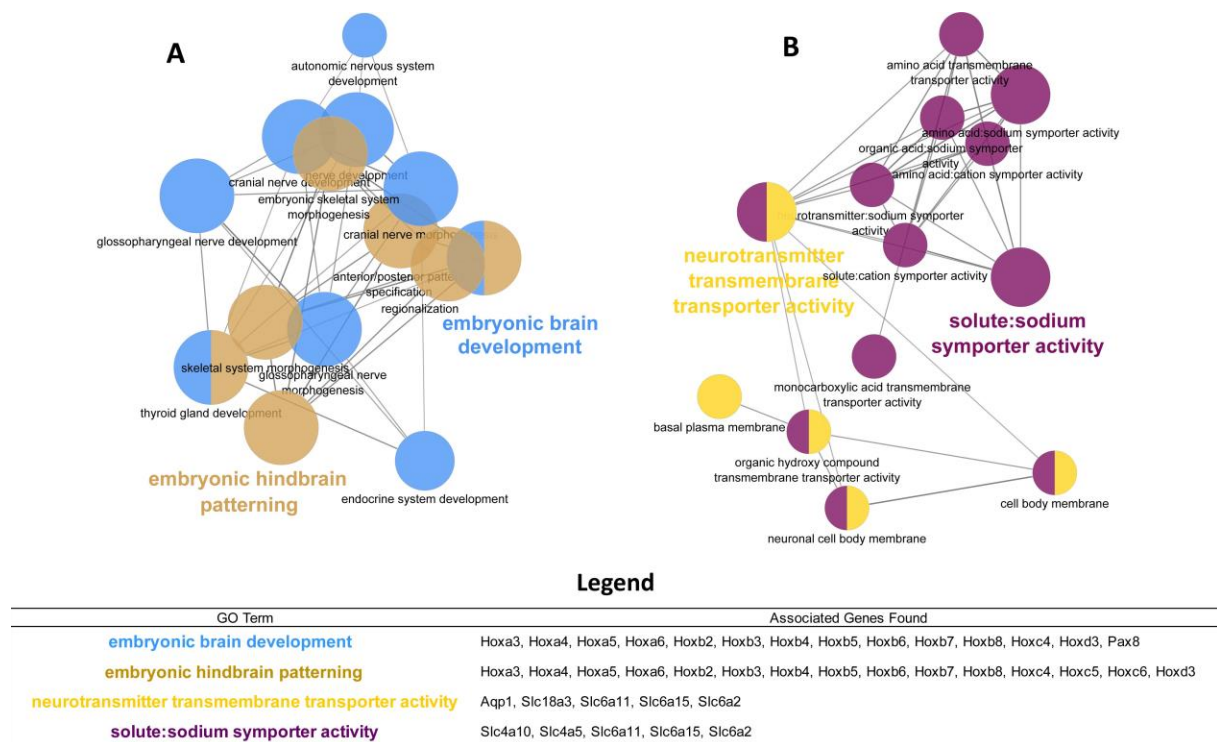 A
B
autonomic nervous system
development
cranial nerve development
nerve development
embryonic skeletal system
morphogenesis
glossopharyngeal nerve development
cranial nerve
anterior/posterior
specification
regionalization
embryonic brain
development
skeletal system morphogenesis
glossopharyngeal nerve
morphogenesis
thyroid gland development
embryonic hindbrain
patterning
endocrine system development
amino acid transmembrane
transporter activity
amino acid:sodium symporter activity
organic acid:sodium symporter
activity
amino acid:cation symporter activity
neurotransmitter:sodium symporter
activity
neurotransmitter
transmembrane
transporter activity
solute:cation symporter activity
solute:sodium
symporter activity
monocarboxylic acid transmembrane
transporter activity
basal plasma membrane
organic hydroxy compound
transmembrane transporter activity
cell body membrane
neuronal cell body membrane
Legend
GO Term Associated Genes Found
embryonic brain development Hoxa3, Hoxa4, Hoxa5, Hoxa6, Hoxb2, Hoxb3, Hoxb4, Hoxb5, Hoxb6, Hoxb7, Hoxb8, Hoxc4, Hoxd3, Pax8
embryonic hindbrain patterning Hoxa3, Hoxa4, Hoxa5, Hoxa6, Hoxb2, Hoxb3, Hoxb4, Hoxb5, Hoxb6, Hoxb7, Hoxb8, Hoxc4, Hoxc5, Hoxc6, Hoxd3
neurotransmitter transmembrane transporter activity Aqp1, Slc18a3, Slc6a11, Slc6a15, Slc6a2
solute:sodium symporter activity Slc4a10, Slc4a5, Slc6a11, Slc6a15, Slc6a2